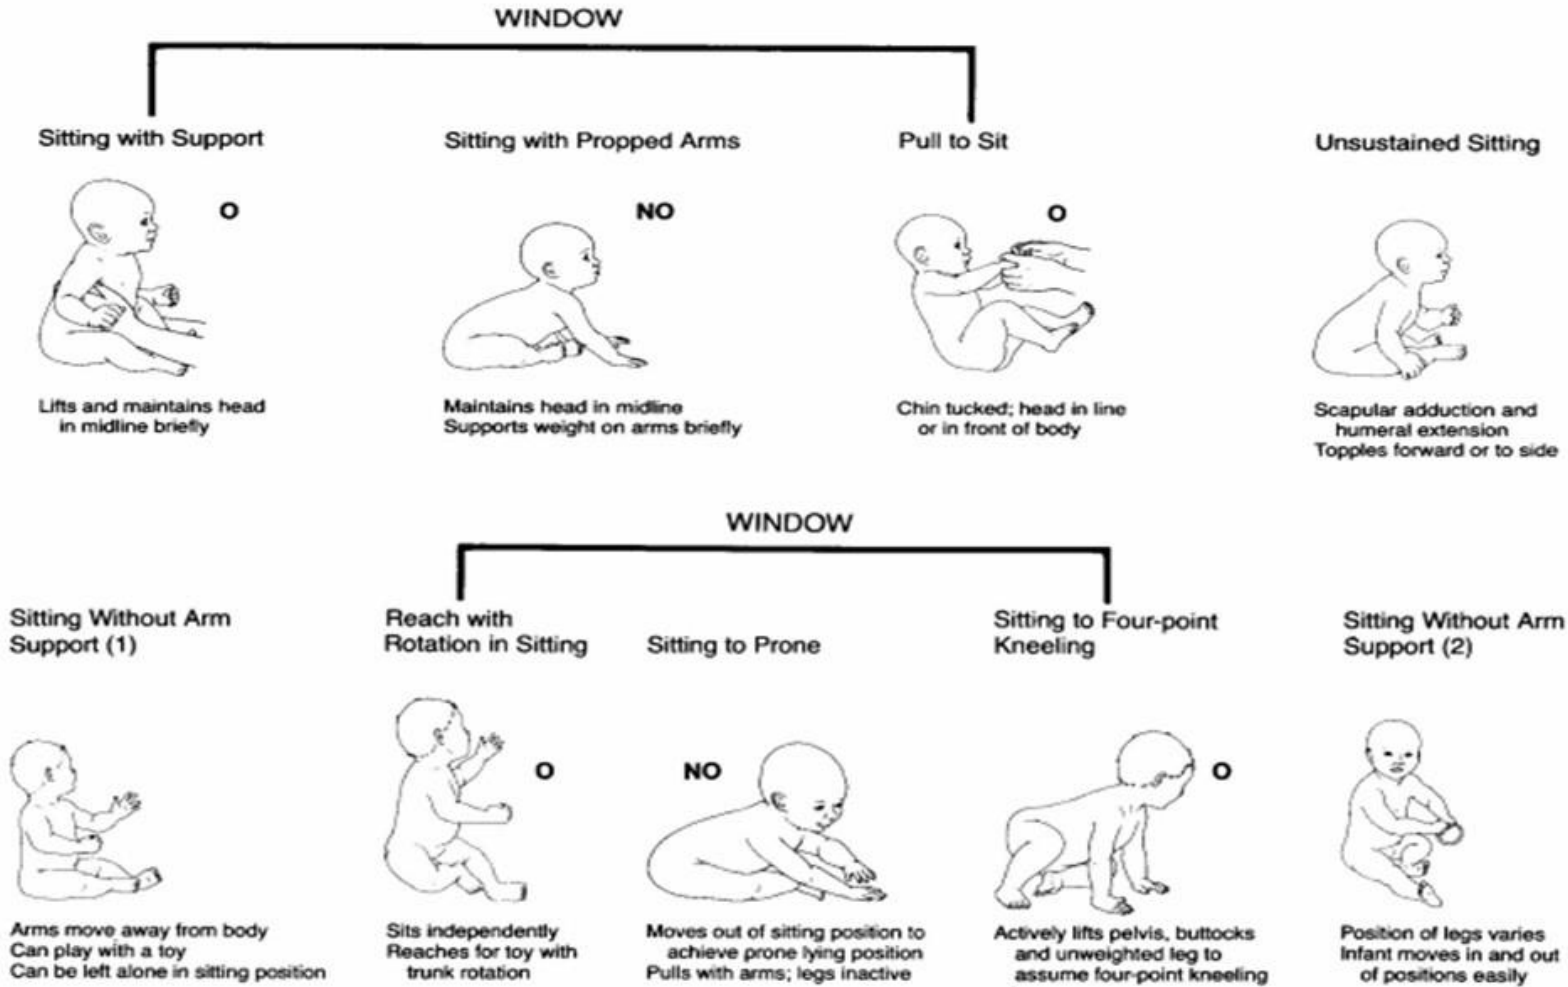 WINDOW
Sitting with Support
Sitting with Propped Arms
Pull to Sit
Unsustained Sitting
O
NO
O
Lifts and maintains head
in midline briefly
Maintains head in midline
Supports weight on arms briefly
Chin tucked; head in line
or in front of body
Scapular adduction and
humeral extension
Topples forward or to side
WINDOW
Sitting Without Arm
Support (1)
Reach with
Rotation in Sitting
Sitting to Prone
Sitting to Four-point
Kneeling
Sitting Without Arm
Support (2)
O
NO
O
Arms move away from body
Can play with a toy
Can be left alone in sitting position
Sits independently
Reaches for toy with
trunk rotation
Moves out of sitting position to
achieve prone lying position
Pulls with arms; legs inactive
Actively lifts pelvis, buttocks
and unweighted leg to
assume four-point kneeling
Position of legs varies
Infant moves in and out
of positions easily